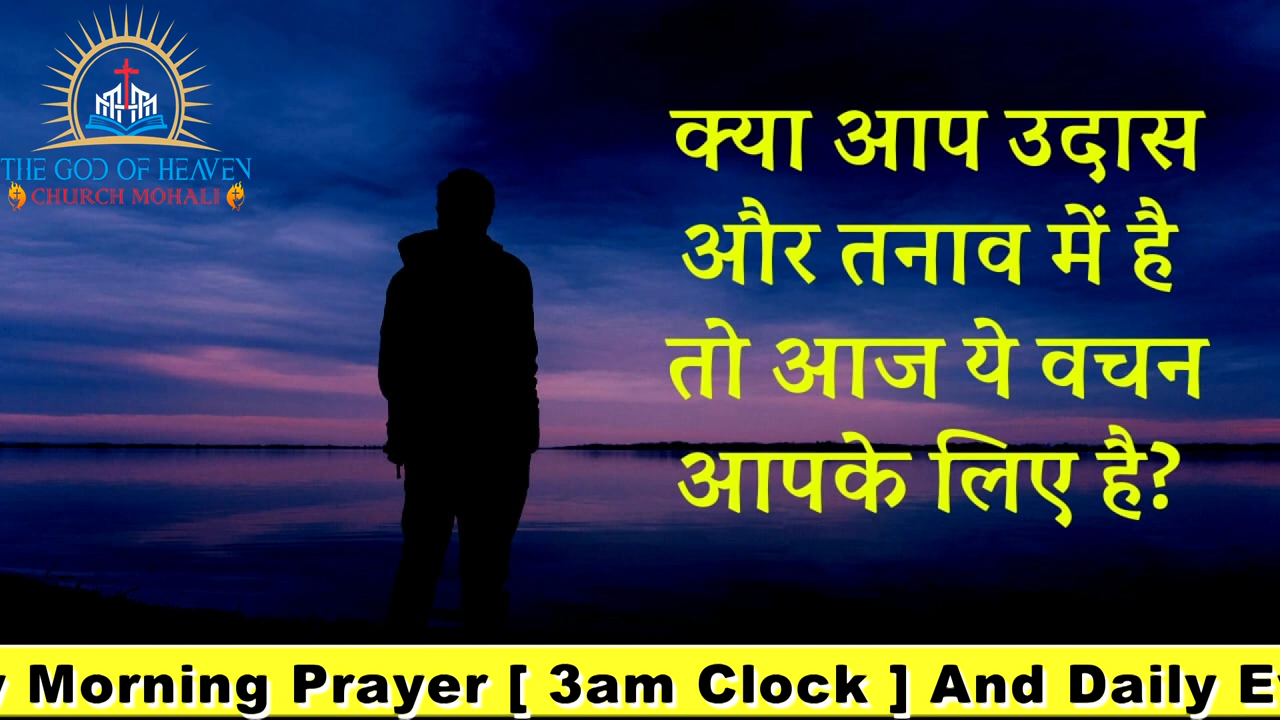 THE GOD OF HEAVEN
CHURCH MOHALI
क्या आप उदास
और तनाव में है
तो आज ये वचन
आपके लिए है?
Morning Prayer [ 3am Clock ] And Daily